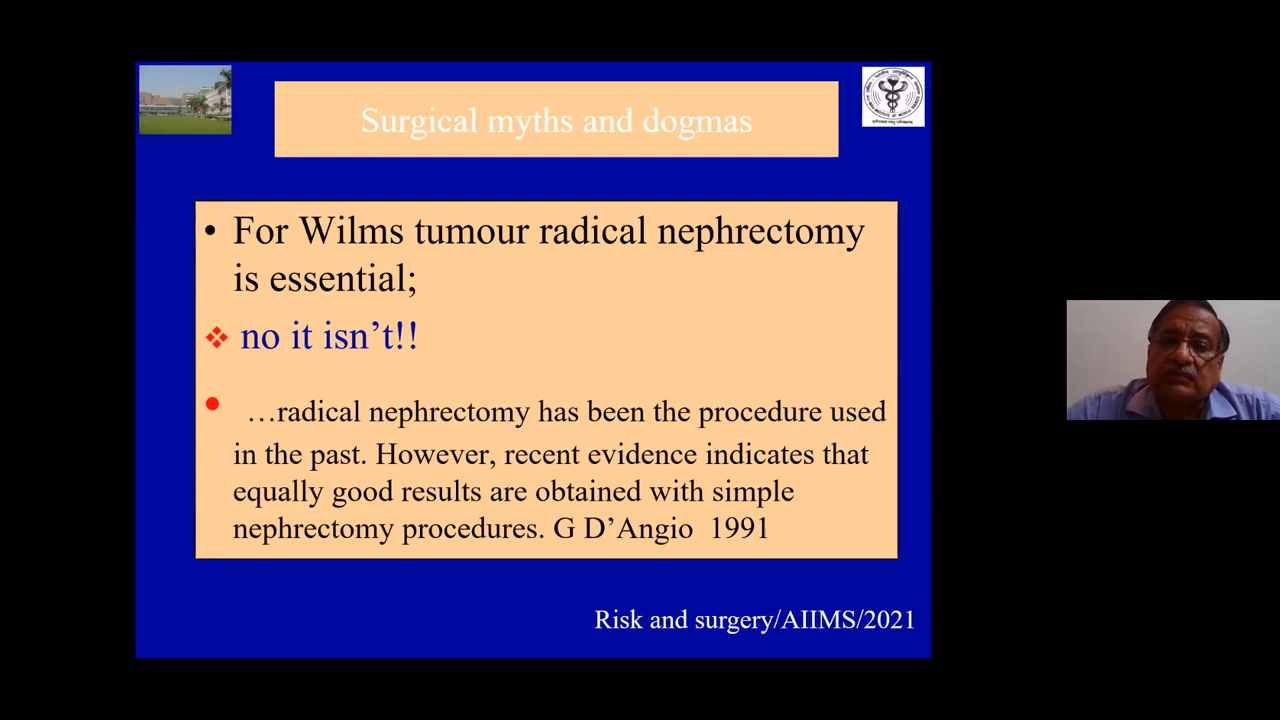 Surgical myths and dogmas
• For Wilms tumour radical nephrectomy
is essential;
❖ no it isn’t!!
• …radical nephrectomy has been the procedure used
in the past. However, recent evidence indicates that
equally good results are obtained with simple
nephrectomy procedures. G D’Angio 1991
Risk and surgery/AIIMS/2021